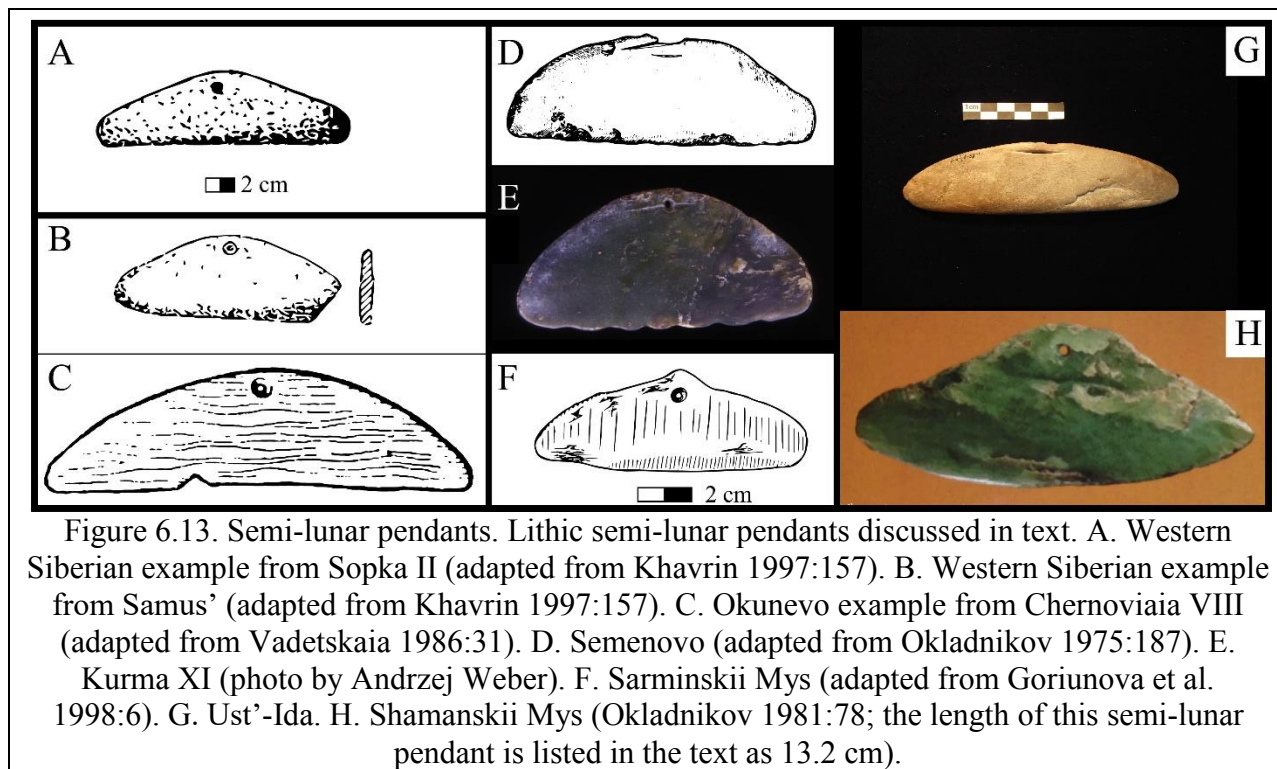 A
2 cm
B
C
D
E
F
2 cm
G
1cm
H
Figure 6.13. Semi-lunar pendants. Lithic semi-lunar pendants discussed in text. A. Western
Siberian example from Sopka II (adapted from Khavrin 1997:157). B. Western Siberian example
from Samus’ (adapted from Khavrin 1997:157). C. Okunevo example from Chernoviaia VIII
(adapted from Vadetskaia 1986:31). D. Semenovo (adapted from Okladnikov 1975:187). E.
Kurma XI (photo by Andrzej Weber). F. Sarminskii Mys (adapted from Goriunova et al.
1998:6). G. Ust’-Ida. H. Shamanskii Mys (Okladnikov 1981:78; the length of this semi-lunar
pendant is listed in the text as 13.2 cm).